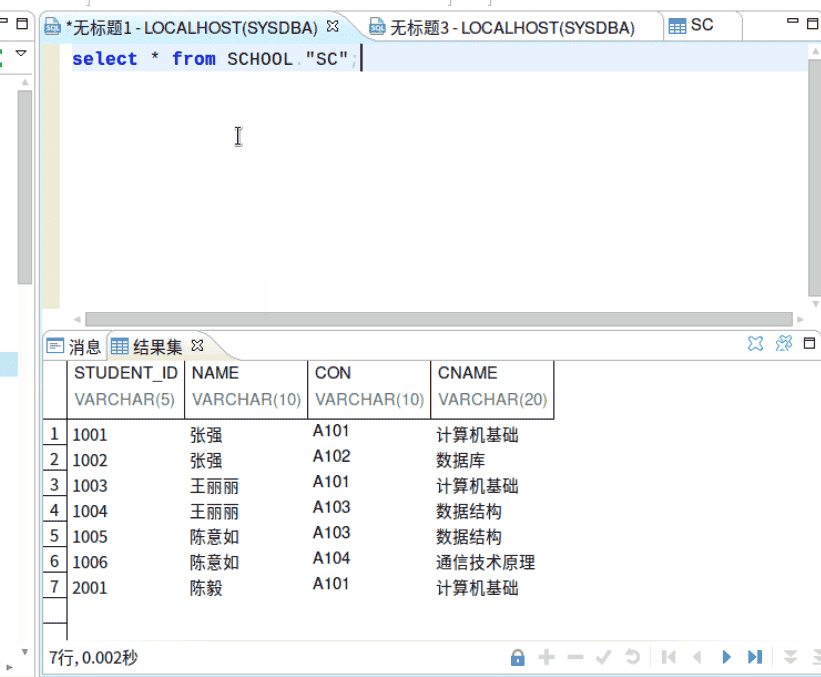 *无标题1 - LOCALHOST(SYSDBA) 无标题3 - LOCALHOST(SYSDBA) SC
select * from SCHOOL."SC";
消息 结果集
STUDENT_ID NAME CON CNAME
VARCHAR(5) VARCHAR(10) VARCHAR(10) VARCHAR(20)
1 1001 张强 A101 计算机基础
2 1002 张强 A102 数据库
3 1003 王丽丽 A101 计算机基础
4 1004 王丽丽 A103 数据结构
5 1005 陈意如 A103 数据结构
6 1006 陈意如 A104 通信技术原理
7 2001 陈毅 A101 计算机基础
7行, 0.002秒